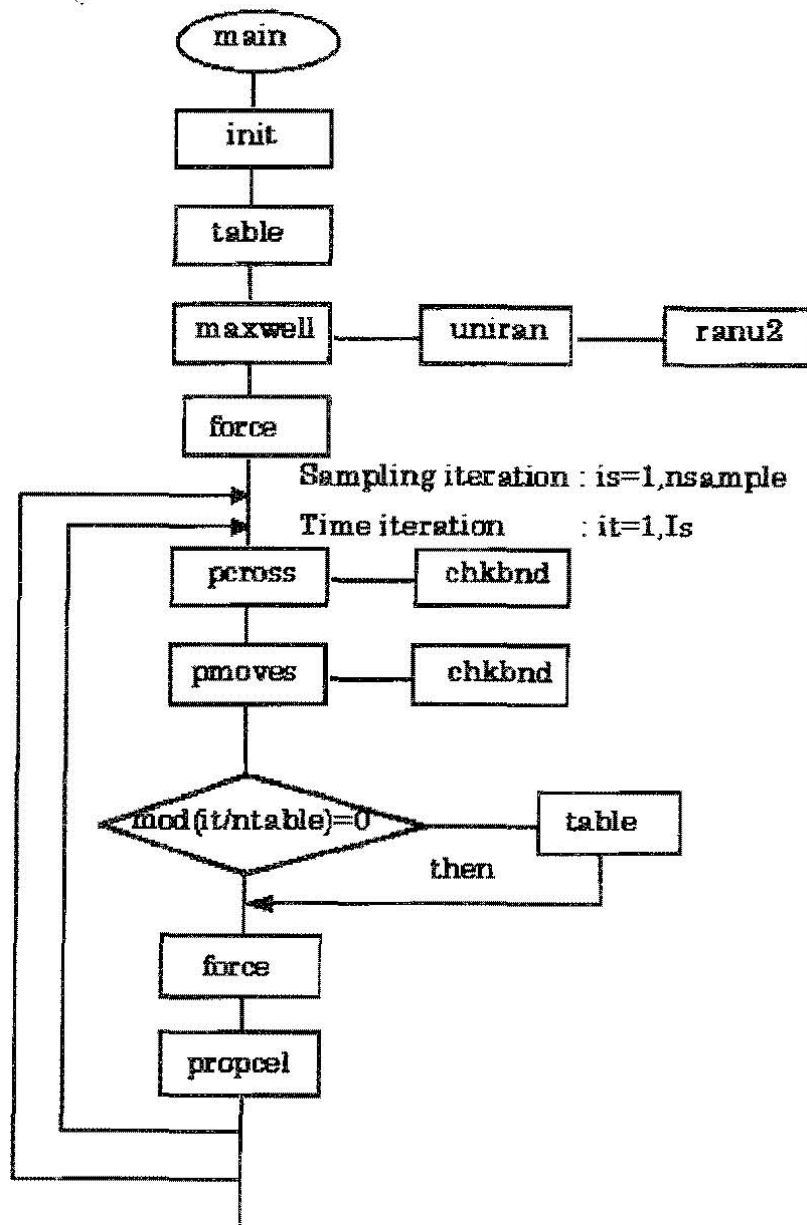 main
init
table
maxwell
uniran
ranu2
force
Sampling iteration : is=1,nsample
Time iteration : it=1,Is
pcross
chkbnd
pmoves
chkbnd
mod(it/ntable)=0
table
then
force
propcel